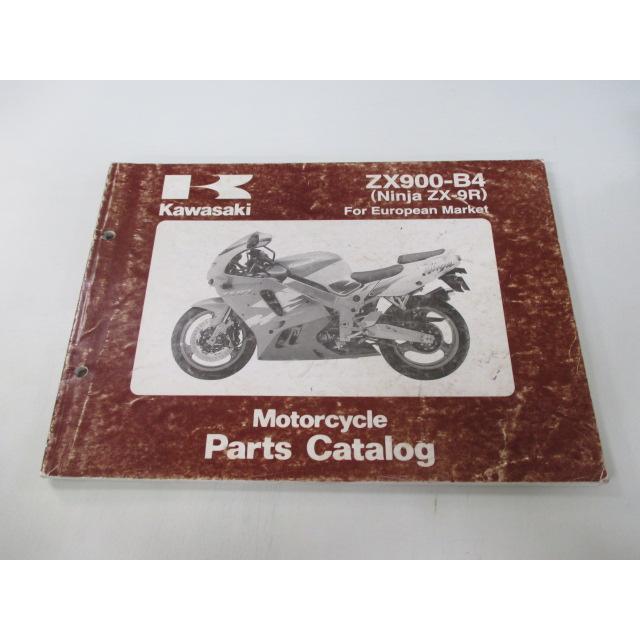 Kawasaki
ZX900-B4
(Ninja ZX-9R)
For European Market
Motorcycle
Parts Catalog